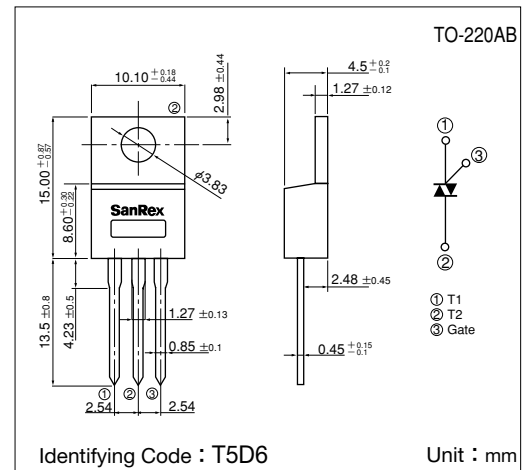 TO-220AB
10.10 +0.18 −0.44
2.98 ±0.44
4.5 +0.2 −0.1
1.27 ±0.12
②
φ3.83
15.00 +0.87 −0.57
8.60 +0.30 −0.22
SanRex
13.5 ±0.8
4.23 ±0.5
1.27 ±0.13
0.85 ±0.1
① ② ③
2.54 2.54
2.48 ±0.45
0.45 +0.15 −0.1
①
③
②
① T1
② T2
③ Gate
Identifying Code : T5D6
Unit : mm